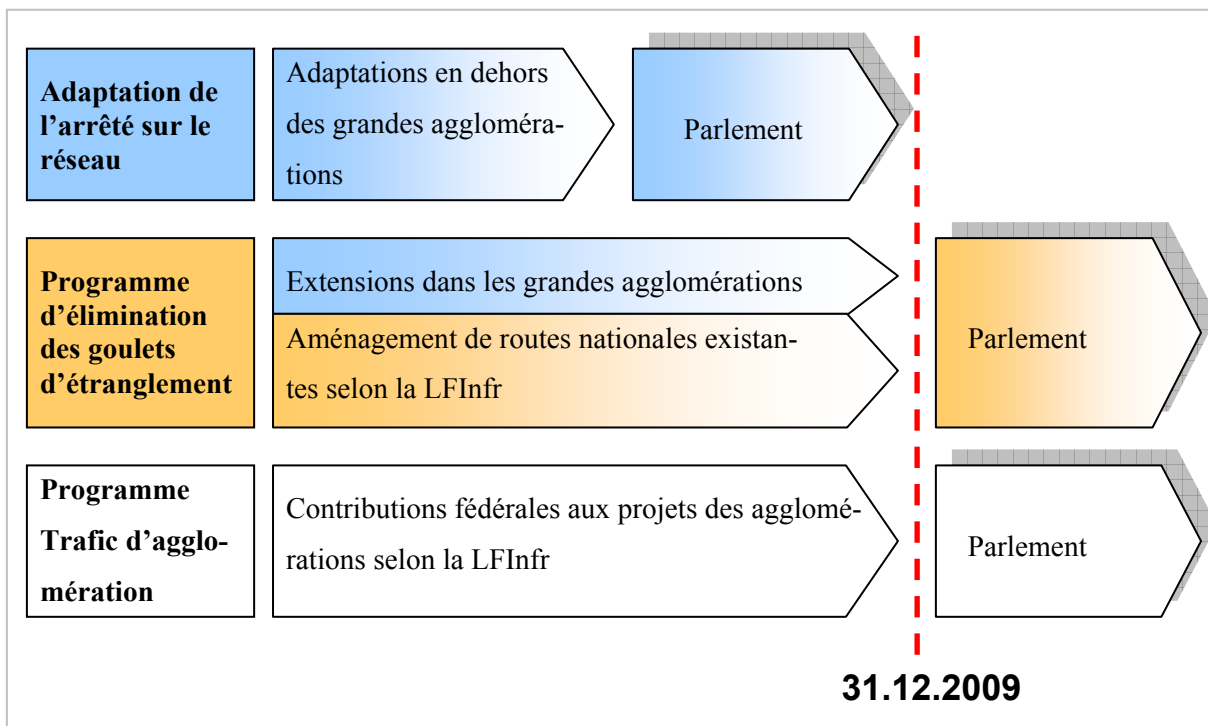 Adaptation de
l’arrêté sur le
réseau
Adaptations en dehors
des grandes aggloméra-
tions
Parlement
Programme
d’élimination
des goulets
d’étranglement
Extensions dans les grandes agglomérations
Aménagement de routes nationales existan-
tes selon la LFInfr
Parlement
Programme
Trafic d’agglo-
mération
Contributions fédérales aux projets des agglomé-
rations selon la LFInfr
Parlement
31.12.2009